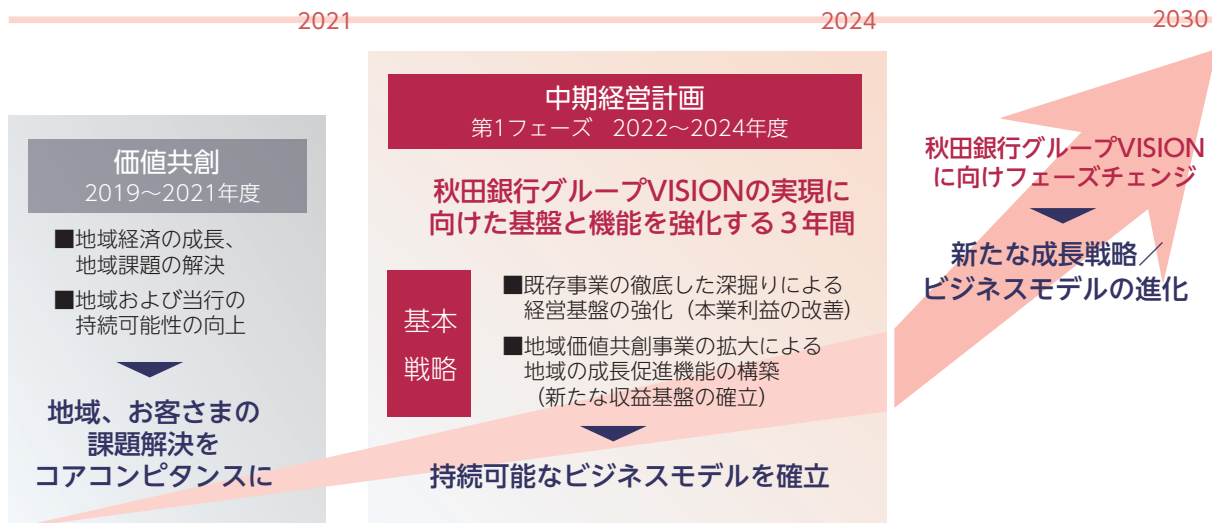 2021
2024
2030
価値共創
2019～2021年度
■地域経済の成長、
地域課題の解決
■地域および当行の
持続可能性の向上
地域、お客さまの
課題解決を
コアコンピタンスに
中期経営計画
第1フェーズ　2022～2024年度
秋田銀行グループVISIONの実現に
向けた基盤と機能を強化する３年間
基本
戦略
■既存事業の徹底した深掘りによる
経営基盤の強化（本業利益の改善）
■地域価値共創事業の拡大による
地域の成長促進機能の構築
（新たな収益基盤の確立）
持続可能なビジネスモデルを確立
秋田銀行グループVISION
に向けフェーズチェンジ
新たな成長戦略／
ビジネスモデルの進化